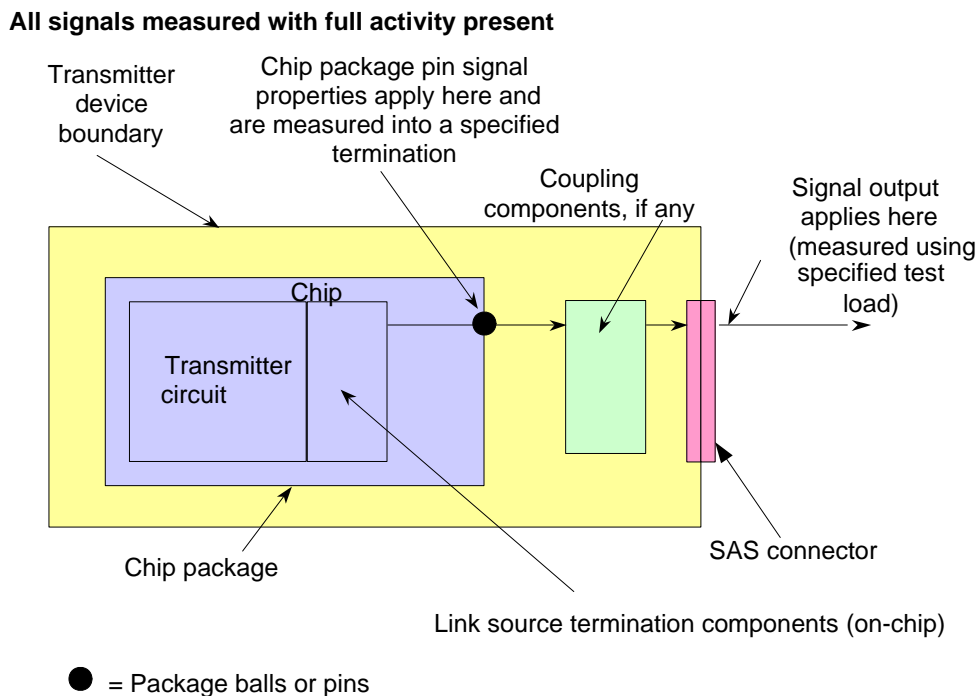 All signals measured with full activity present
Transmitter
device
boundary
Chip package pin signal
properties apply here and
are measured into a specified
termination
Coupling
components, if any
Signal output
applies here
(measured using
specified test
load)
Chip
Transmitter
circuit
Chip package
SAS connector
Link source termination components (on-chip)
= Package balls or pins